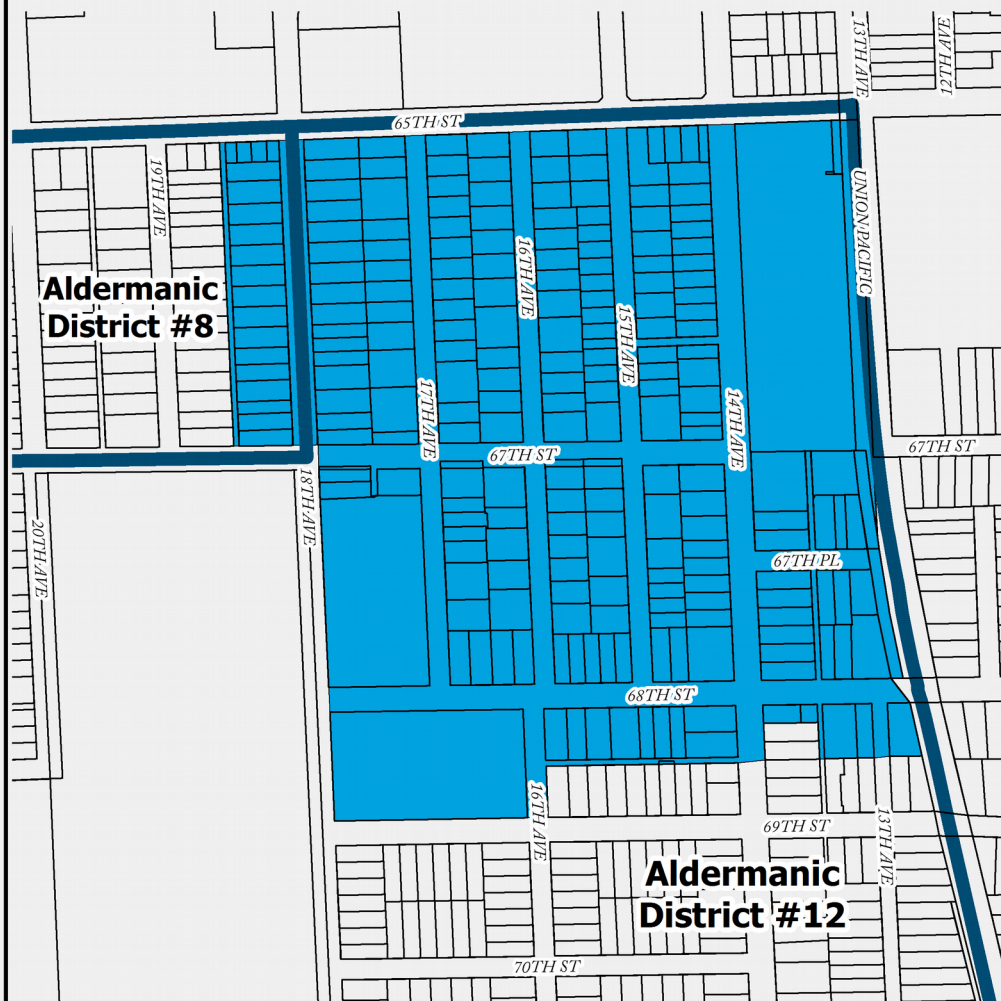 13TH AVE
12TH AVE
65TH ST
19TH AVE
UNION PACIFIC
16TH AVE
Aldermanic
District #8
15TH AVE
17TH AVE
14TH AVE
67TH ST
67TH ST
18TH AVE
20TH AVE
67TH PL
68TH ST
16TH AVE
69TH ST
13TH AVE
Aldermanic
District #12
70TH ST